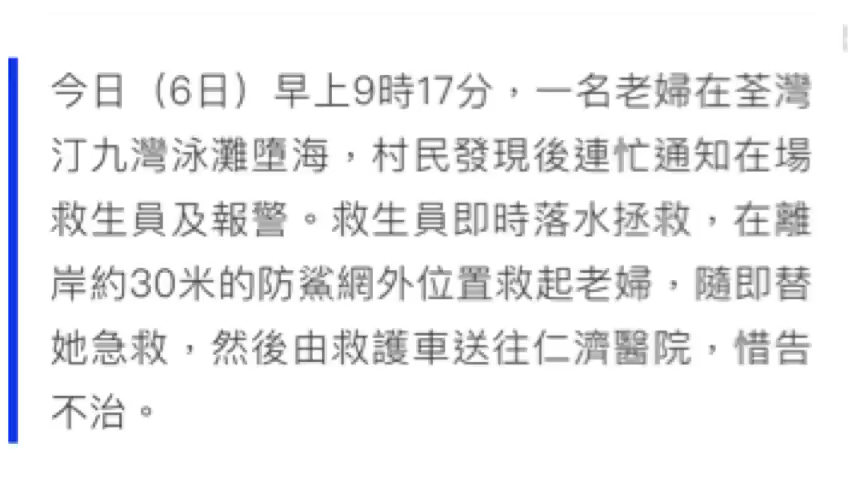 今日（6日）早上9時17分，一名老婦在荃灣
汀九灣泳灘墮海，村民發現後連忙通知在場
救生員及報警。救生員即時落水拯救，在離
岸約30米的防鯊網外位置救起老婦，隨即替
她急救，然後由救護車送往仁濟醫院，惜告
不治。